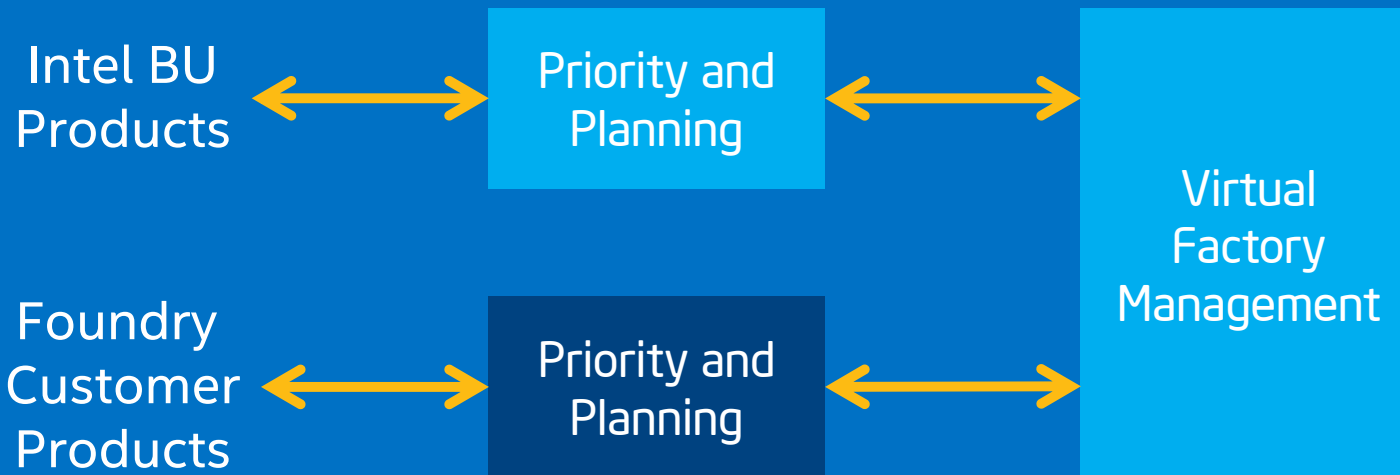 Intel BU
Products
Priority and
Planning
Virtual
Factory
Management
Foundry
Customer
Products
Priority and
Planning